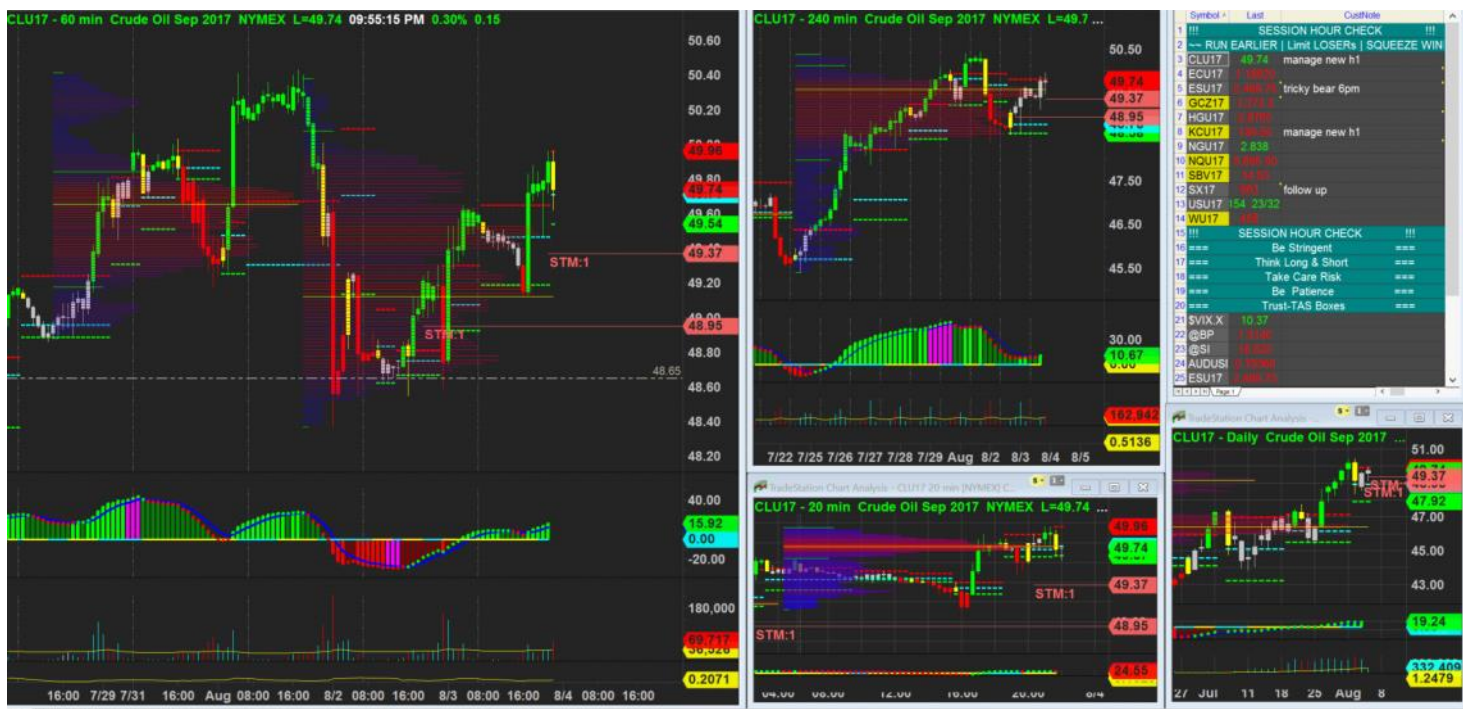 CLU17 - 60 min Crude Oil Sep 2017 NYMEX L=49.74 09:55:15 PM 0.30% 0.15
50.60
50.40
50.20
49.96
49.80
49.74
49.60
49.54
49.37
STM:1
49.20
49.00
48.95
STM:1
48.80
48.65
48.60
48.40
48.20
40.00
15.92
0.00
-20.00
180,000
69,717
0.2071
16:00 7/29 7/31 16:00 Aug 08:00 16:00 8/2 08:00 16:00 8/3 08:00 16:00 8/4 08:00 16:00
CLU17 - 240 min Crude Oil Sep 2017 NYMEX L=49.7 ...
50.50
49.74
49.37
48.95
47.50
46.50
45.50
30.00
10.67
0.00
162,942
0.5136
7/22 7/25 7/26 7/27 7/28 7/29 Aug 8/2 8/3 8/4 8/5
TradeStation Chart Analysis - CLU17 20 min [NYMEX] C...
CLU17 - 20 min Crude Oil Sep 2017 NYMEX L=49.74 ...
49.96
49.74
49.37
STM:1
48.95
STM:1
24.55
04:00 08:00 12:00 16:00 20:00 8/4
Symbol Last CustNote
1 !!! SESSION HOUR CHECK !!!
2 ~~ RUN EARLIER | Limit LOSERs | SQUEEZE WIN
3 CLU17 49.74 manage new h1
4 ECU17
5 ESU17 tricky bear 6pm
6 GCZ17
7 HGU17
8 KCU17 manage new h1
9 NGU17 2.838
10 NQU17
11 SBV17
12 SX17 follow up
13 USU17 154 23/32
14 WU17
15 !!! SESSION HOUR CHECK !!!
16 === Be Stringent ===
17 === Think Long & Short ===
18 === Take Care Risk ===
19 === Be Patience ===
20 === Trust-TAS Boxes ===
21 $VIX.X 10.37
22 @BP
23 @SI
24 AUDUSI
25 ESU17
Page 1
TradeStation Chart Analysis -...
CLU17 - Daily Crude Oil Sep 2017 ...
51.00
49.37
STM:1
47.92
47.00
45.00
43.00
19.24
332,409
1.2479
27 Jul 11 18 25 Aug 8